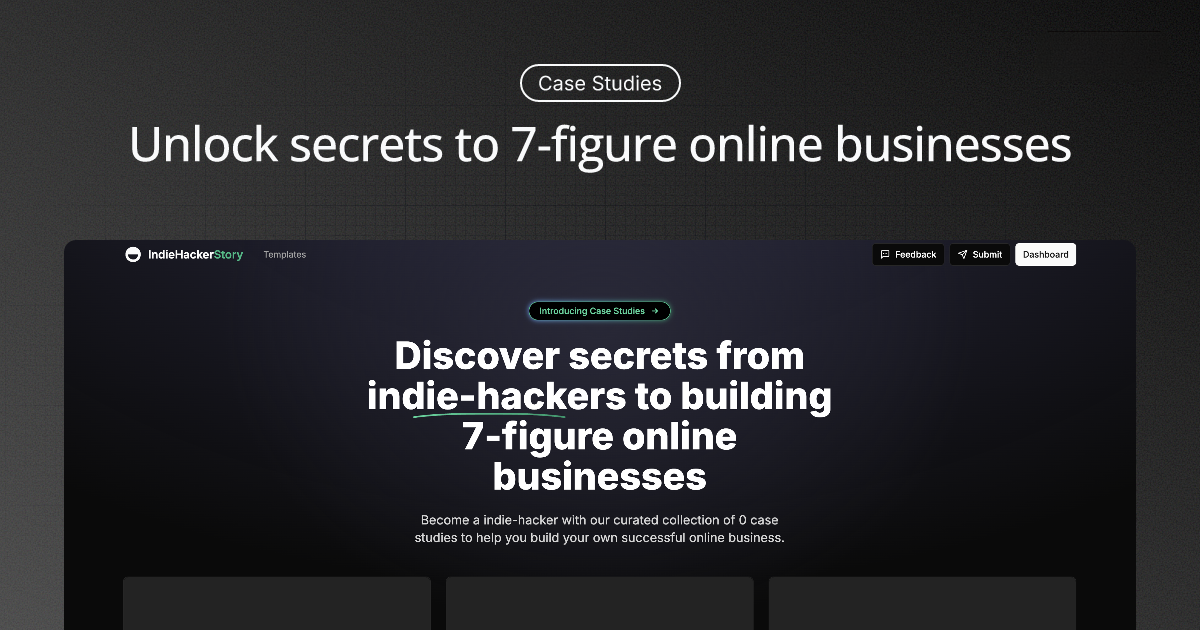 Case Studies
Unlock secrets to 7-figure online businesses
IndieHackerStory Templates Feedback Submit Dashboard
Introducing Case Studies →
Discover secrets from
indie-hackers to building
7-figure online
businesses
Become a indie-hacker with our curated collection of 0 case
studies to help you build your own successful online business.